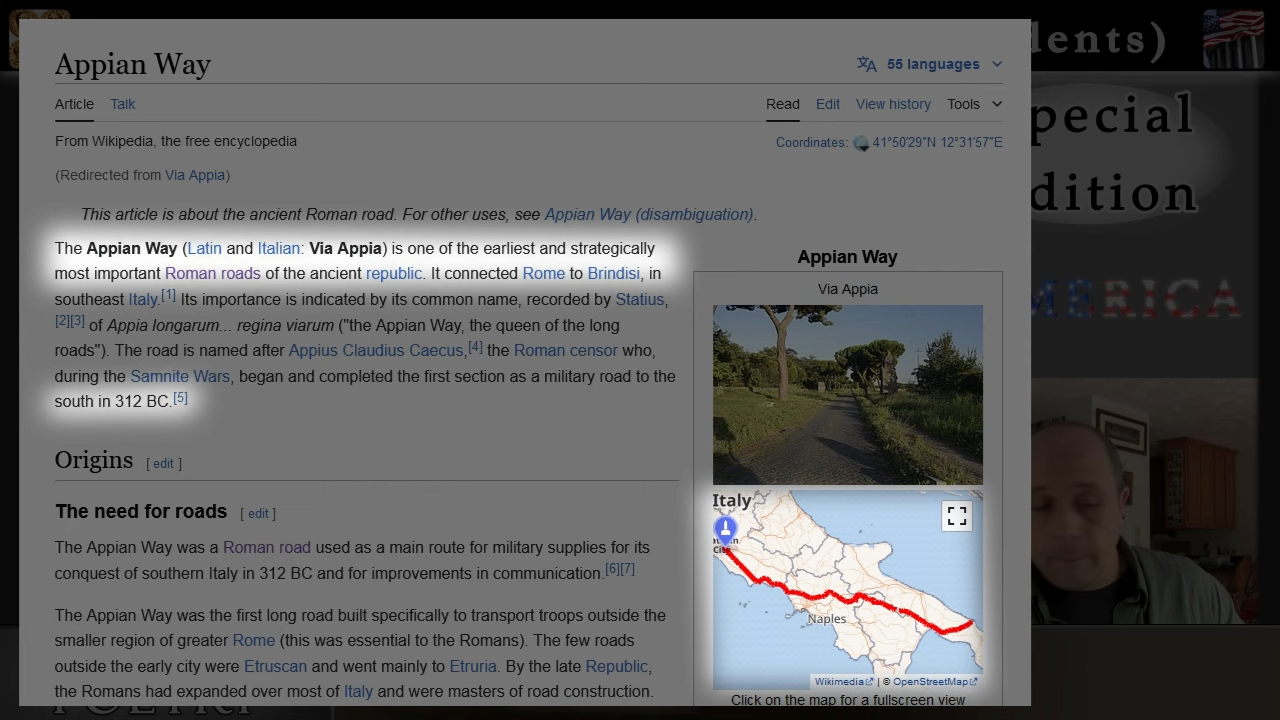 dents)
pecial
dition
MERICA
Appian Way
55 languages
Article Talk Read Edit View history Tools
From Wikipedia, the free encyclopedia
Coordinates: 41°50′29″N 12°31′57″E
(Redirected from Via Appia)
This article is about the ancient Roman road. For other uses, see Appian Way (disambiguation).
The Appian Way (Latin and Italian: Via Appia) is one of the earliest and strategically
most important Roman roads of the ancient republic. It connected Rome to Brindisi, in
southeast Italy.[1] Its importance is indicated by its common name, recorded by Statius,
[2][3] of Appia longarum... regina viarum ("the Appian Way, the queen of the long
roads"). The road is named after Appius Claudius Caecus,[4] the Roman censor who,
during the Samnite Wars, began and completed the first section as a military road to the
south in 312 BC.[5]
Origins [ edit ]
The need for roads [ edit ]
The Appian Way was a Roman road used as a main route for military supplies for its
conquest of southern Italy in 312 BC and for improvements in communication.[6][7]
The Appian Way was the first long road built specifically to transport troops outside the
smaller region of greater Rome (this was essential to the Romans). The few roads
outside the early city were Etruscan and went mainly to Etruria. By the late Republic,
the Romans had expanded over most of Italy and were masters of road construction.
Appian Way
Via Appia
Italy
City
Naples
Wikimedia | © OpenStreetMap
Click on the map for a fullscreen view